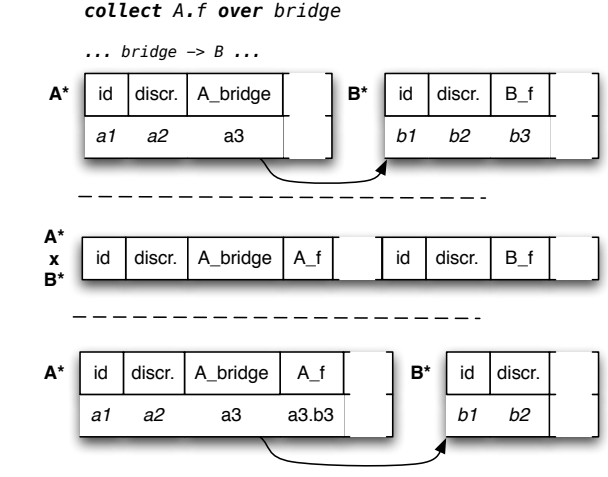 collect A.f over bridge
... bridge -> B ...
A* id discr. A_bridge B* id discr. B_f
a1 a2 a3 b1 b2 b3
A*
x
B*
id discr. A_bridge A_f id discr. B_f
A* id discr. A_bridge A_f B* id discr.
a1 a2 a3 a3.b3 b1 b2